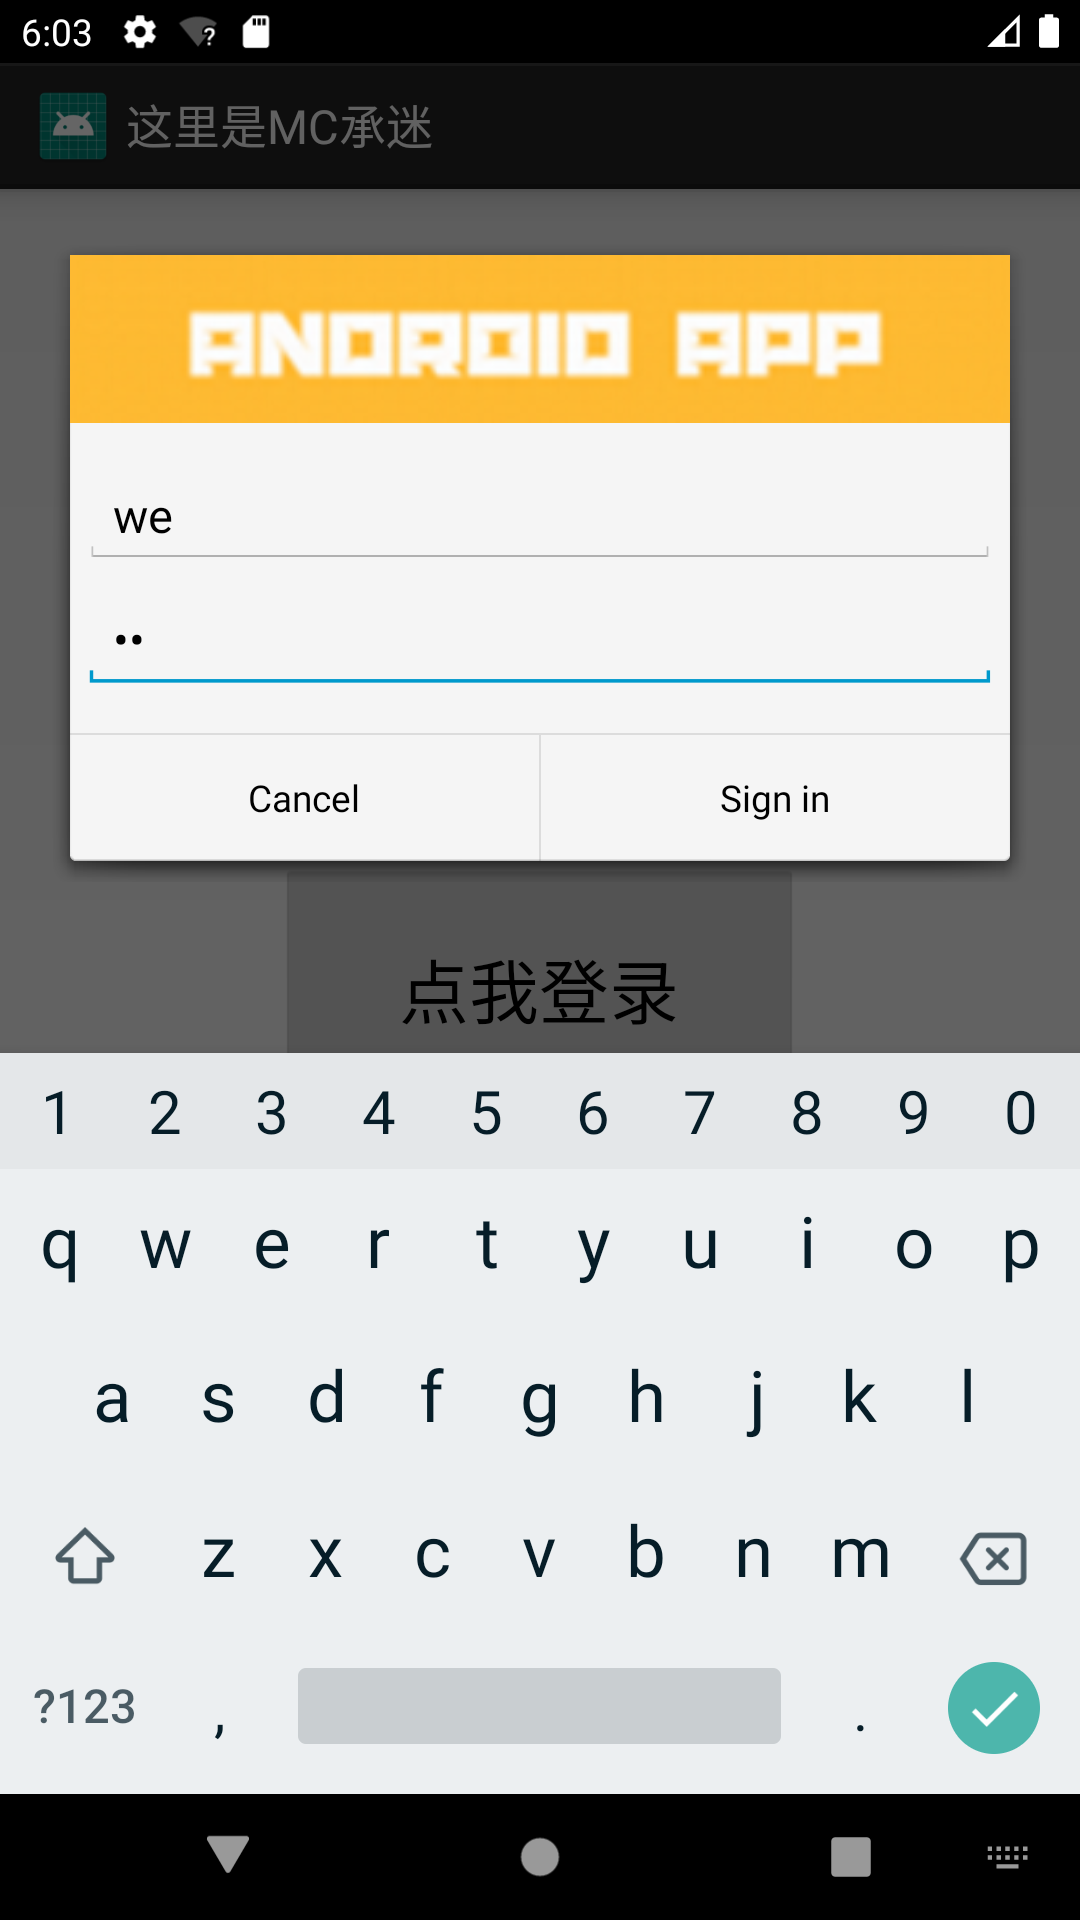 6:03
这里是MC承迷
ANDROID APP
we
••
Cancel
Sign in
点我登录
1 2 3 4 5 6 7 8 9 0
q w e r t y u i o p
a s d f g h j k l
z x c v b n m
?123 , .